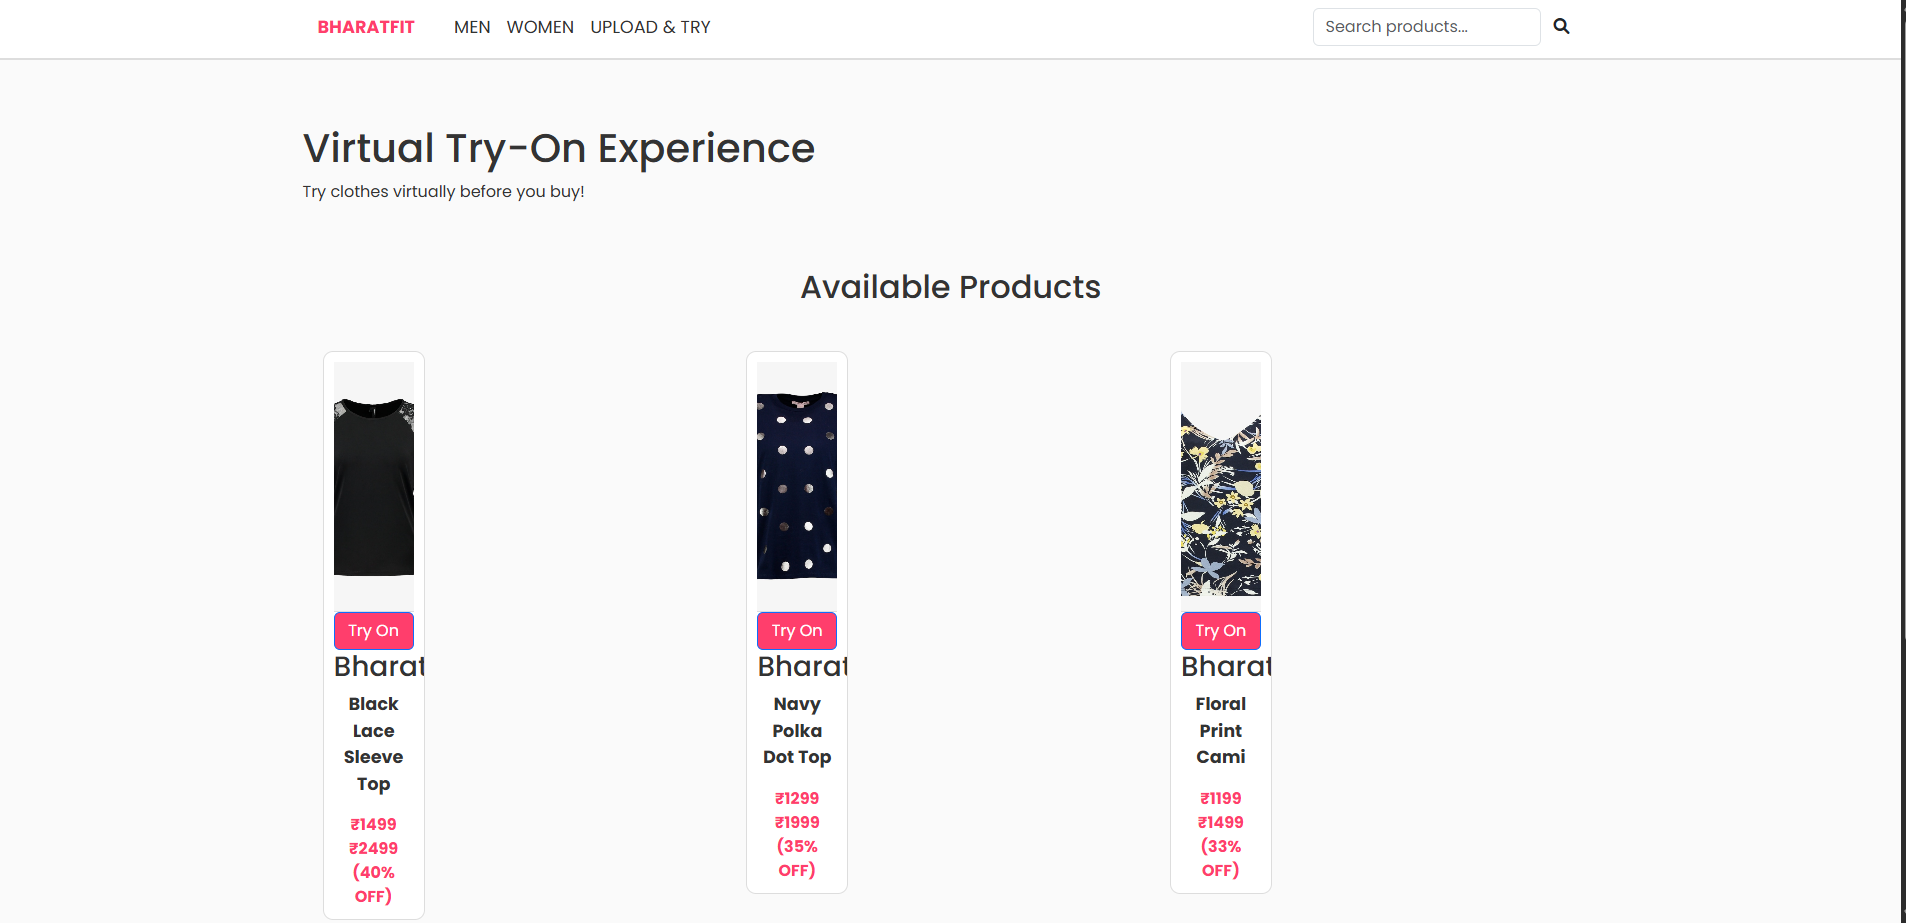 BHARATFIT MEN WOMEN UPLOAD & TRY Search products...
Virtual Try-On Experience
Try clothes virtually before you buy!
Available Products
Try On
Bharat
Black
Lace
Sleeve
Top
₹1499
₹2499
(40%
OFF)
Try On
Bharat
Navy
Polka
Dot Top
₹1299
₹1999
(35%
OFF)
Try On
Bharat
Floral
Print
Cami
₹1199
₹1499
(33%
OFF)